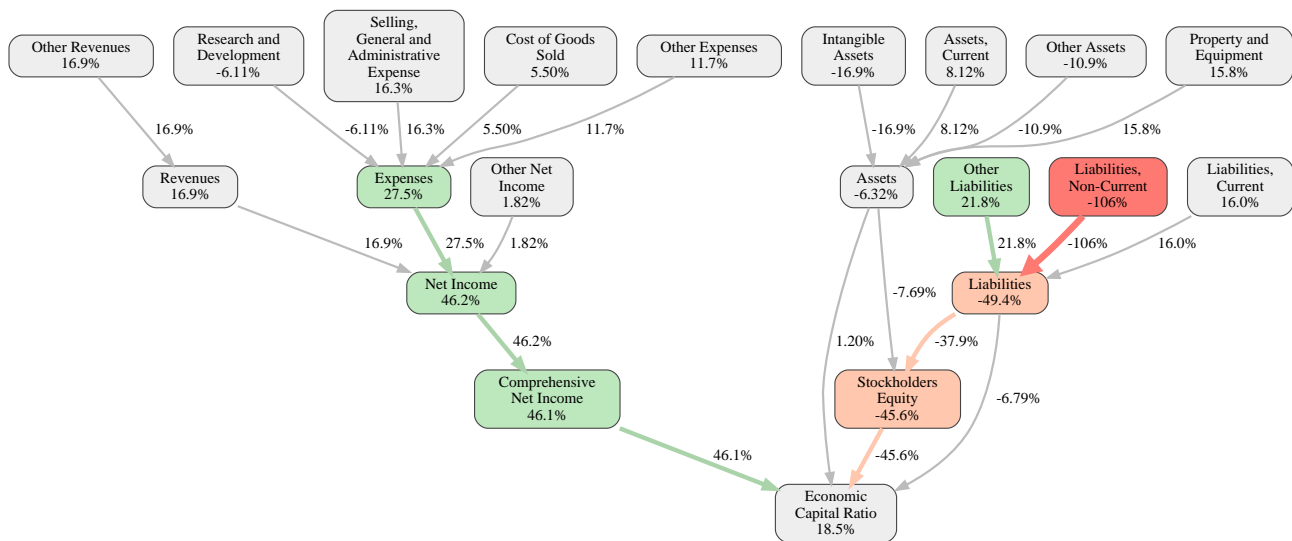 Other Revenues
16.9%
Research and
Development
-6.11%
Selling,
General and
Administrative
Expense
16.3%
Cost of Goods
Sold
5.50%
Other Expenses
11.7%
Intangible
Assets
-16.9%
Assets,
Current
8.12%
Other Assets
-10.9%
Property and
Equipment
15.8%
16.9%
-6.11%
16.3%
5.50%
11.7%
-16.9%
8.12%
-10.9%
15.8%
Revenues
16.9%
Expenses
27.5%
Other Net
Income
1.82%
Assets
-6.32%
Other
Liabilities
21.8%
Liabilities,
Non-Current
-106%
Liabilities,
Current
16.0%
16.9%
27.5%
1.82%
21.8%
-106%
16.0%
Net Income
46.2%
-7.69%
Liabilities
-49.4%
46.2%
1.20%
-37.9%
Comprehensive
Net Income
46.1%
Stockholders
Equity
-45.6%
-6.79%
46.1%
-45.6%
Economic
Capital Ratio
18.5%